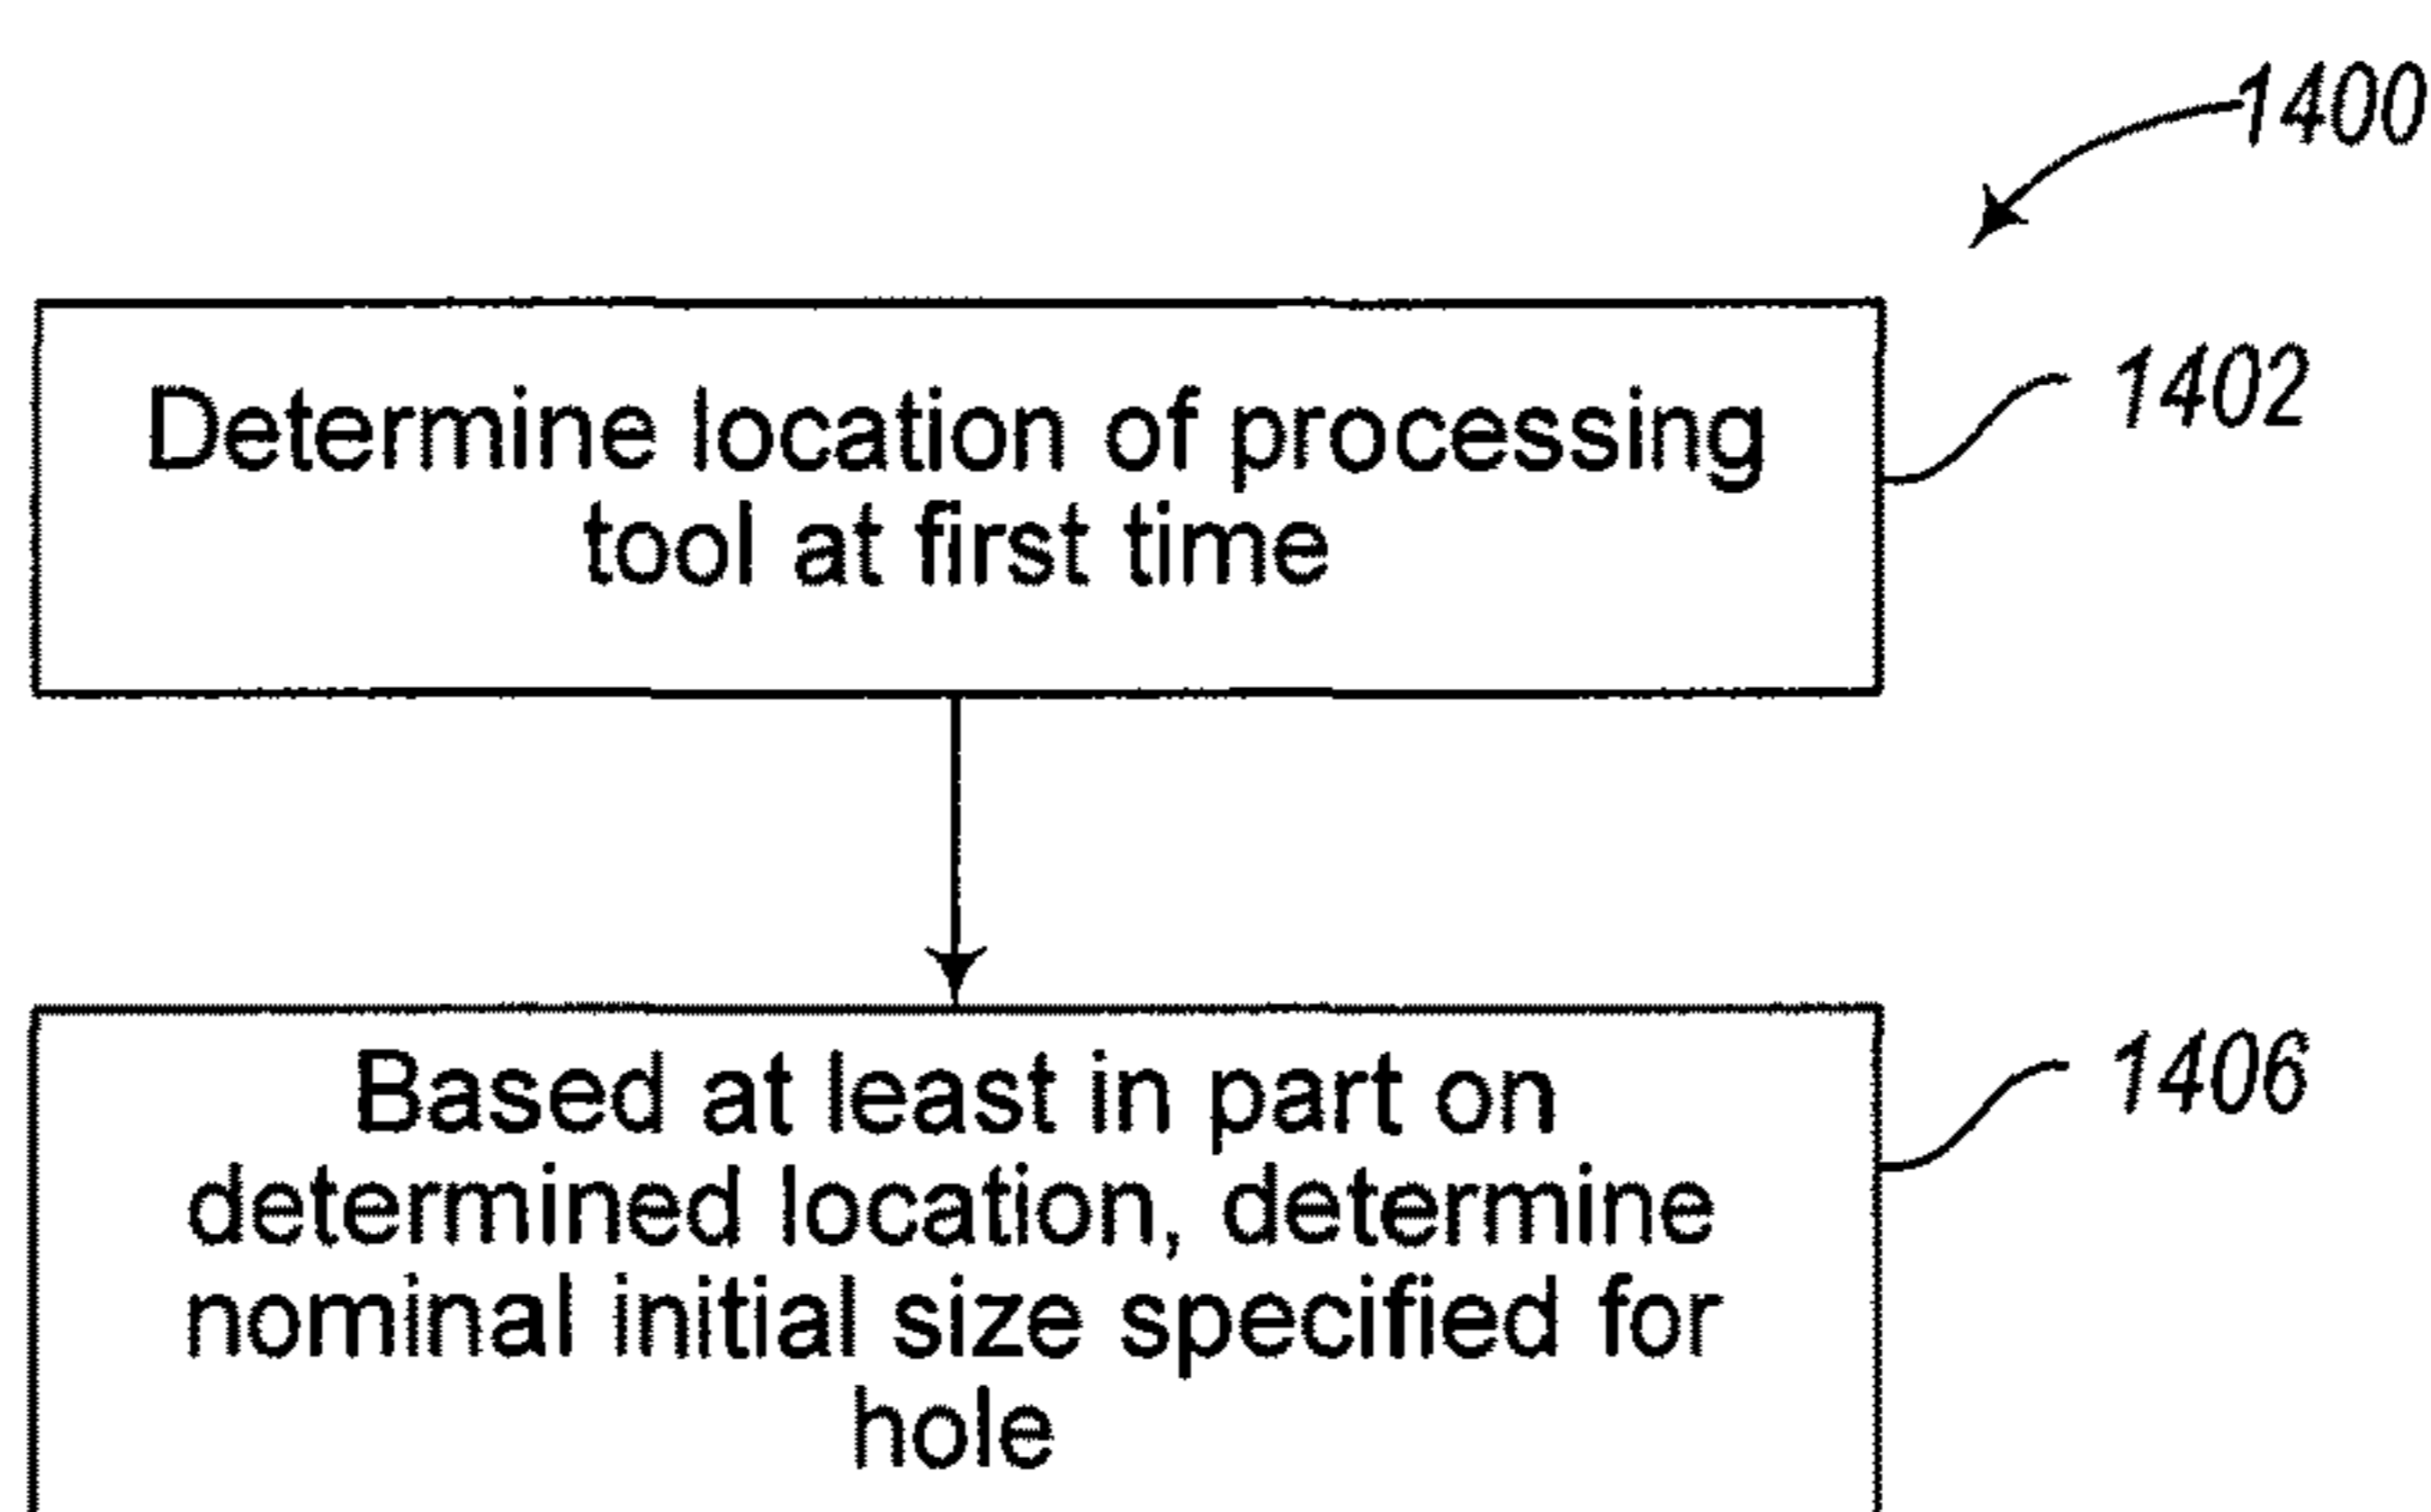 1400
Determine location of processing
tool at first time
1402
Based at least in part on
determined location, determine
nominal initial size specified for
hole
1406